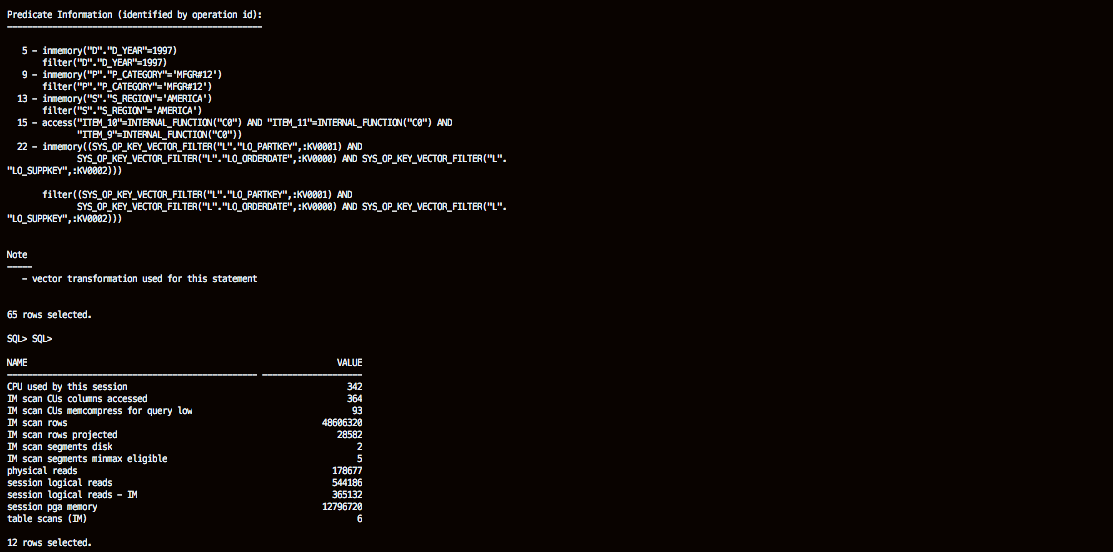 Predicate Information (identified by operation id):
---------------------------------------------------
5 - inmemory("D"."D_YEAR"=1997)
filter("D"."D_YEAR"=1997)
9 - inmemory("P"."P_CATEGORY"='MFGR#12')
filter("P"."P_CATEGORY"='MFGR#12')
13 - inmemory("S"."S_REGION"='AMERICA')
filter("S"."S_REGION"='AMERICA')
15 - access("ITEM_10"=INTERNAL_FUNCTION("C0") AND "ITEM_11"=INTERNAL_FUNCTION("C0") AND
"ITEM_9"=INTERNAL_FUNCTION("C0"))
22 - inmemory((SYS_OP_KEY_VECTOR_FILTER("L"."LO_PARTKEY",:KV0001) AND
SYS_OP_KEY_VECTOR_FILTER("L"."LO_ORDERDATE",:KV0000) AND SYS_OP_KEY_VECTOR_FILTER("L".
"LO_SUPPKEY",:KV0002)))
filter((SYS_OP_KEY_VECTOR_FILTER("L"."LO_PARTKEY",:KV0001) AND
SYS_OP_KEY_VECTOR_FILTER("L"."LO_ORDERDATE",:KV0000) AND SYS_OP_KEY_VECTOR_FILTER("L".
"LO_SUPPKEY",:KV0002)))
Note
-----
- vector transformation used for this statement
65 rows selected.
SQL> SQL>
NAME VALUE
-------------------------------------------------- --------------------
CPU used by this session 342
IM scan CUs columns accessed 364
IM scan CUs memcompress for query low 93
IM scan rows 48606320
IM scan rows projected 28582
IM scan segments disk 2
IM scan segments minmax eligible 5
physical reads 178677
session logical reads 544186
session logical reads - IM 365132
session pga memory 12796720
table scans (IM) 6
12 rows selected.